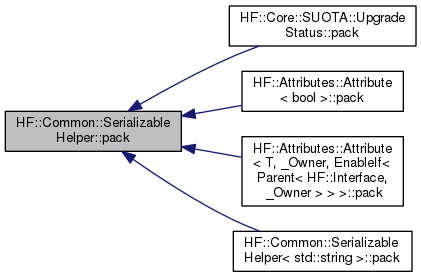 HF::Common::Serializable
Helper::pack
HF::Core::SUOTA::Upgrade
Status::pack
HF::Attributes::Attribute
< bool >::pack
HF::Attributes::Attribute
< T, _Owner, EnableIf<
Parent< HF::Interface,
_Owner > > >::pack
HF::Common::Serializable
Helper< std::string >::pack